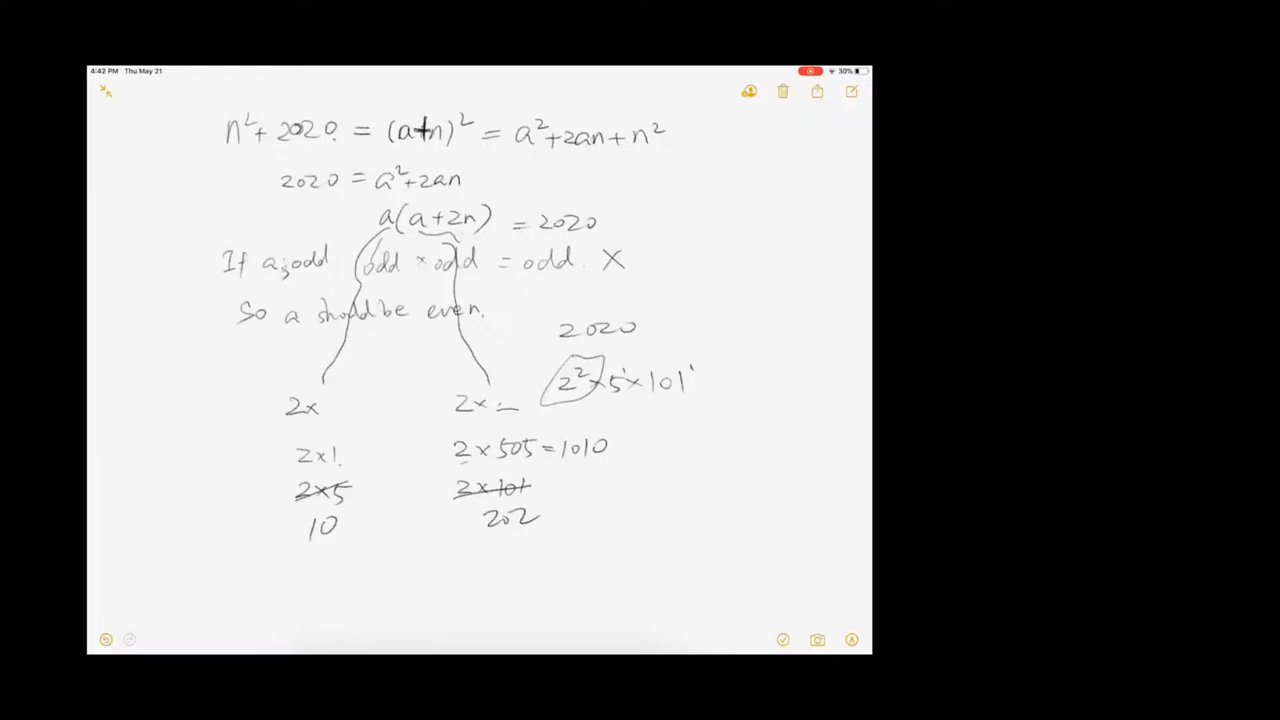 4:42 PM Thu May 21
30%
n² + 2020 = (a+n)² = a²+2an+n²
2020 = a²+2an
a(a+2n) = 2020
If a;odd odd × odd = odd. X
So a should be even.
2020
2²×5¹×101¹
2× 2× _
2×1. 2×505=1010
2×5 2×101
10 202